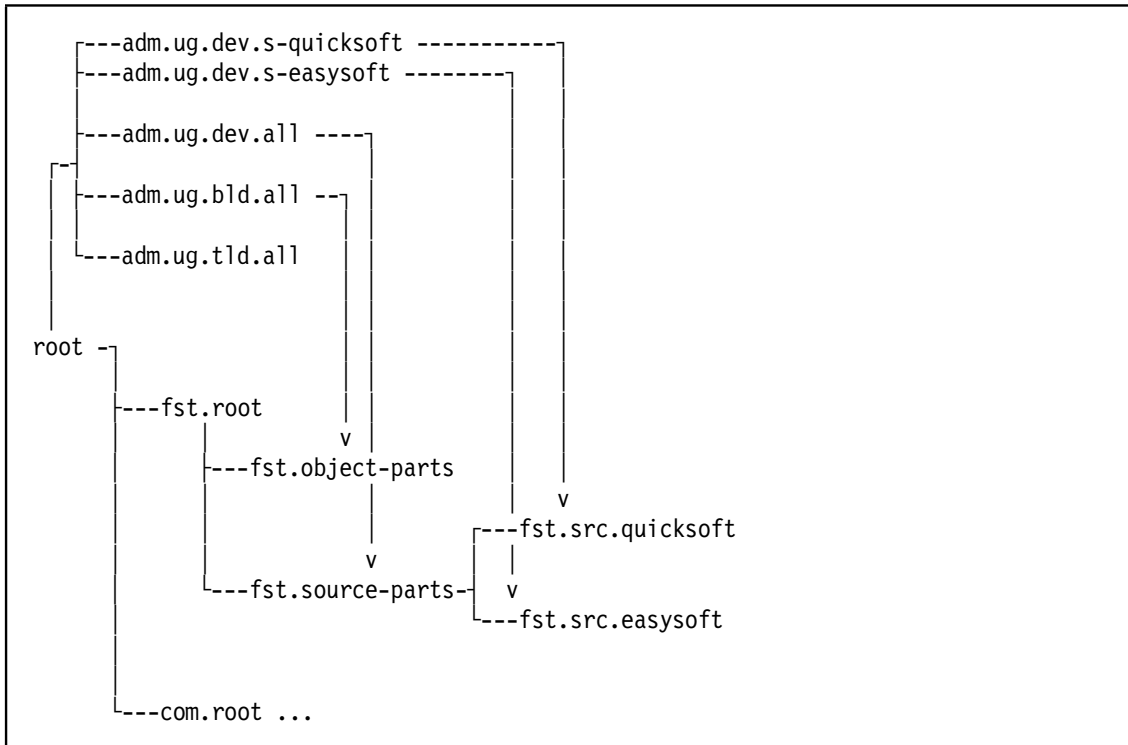 ---adm.ug.dev.s-quicksoft -----------
---adm.ug.dev.s-easysoft --------
---adm.ug.dev.all ----
---adm.ug.bld.all --
---adm.ug.tld.all
root -
---fst.root
v
---fst.object-parts
v
---fst.src.quicksoft
v
---fst.source-parts- v
---fst.src.easysoft
---com.root ...